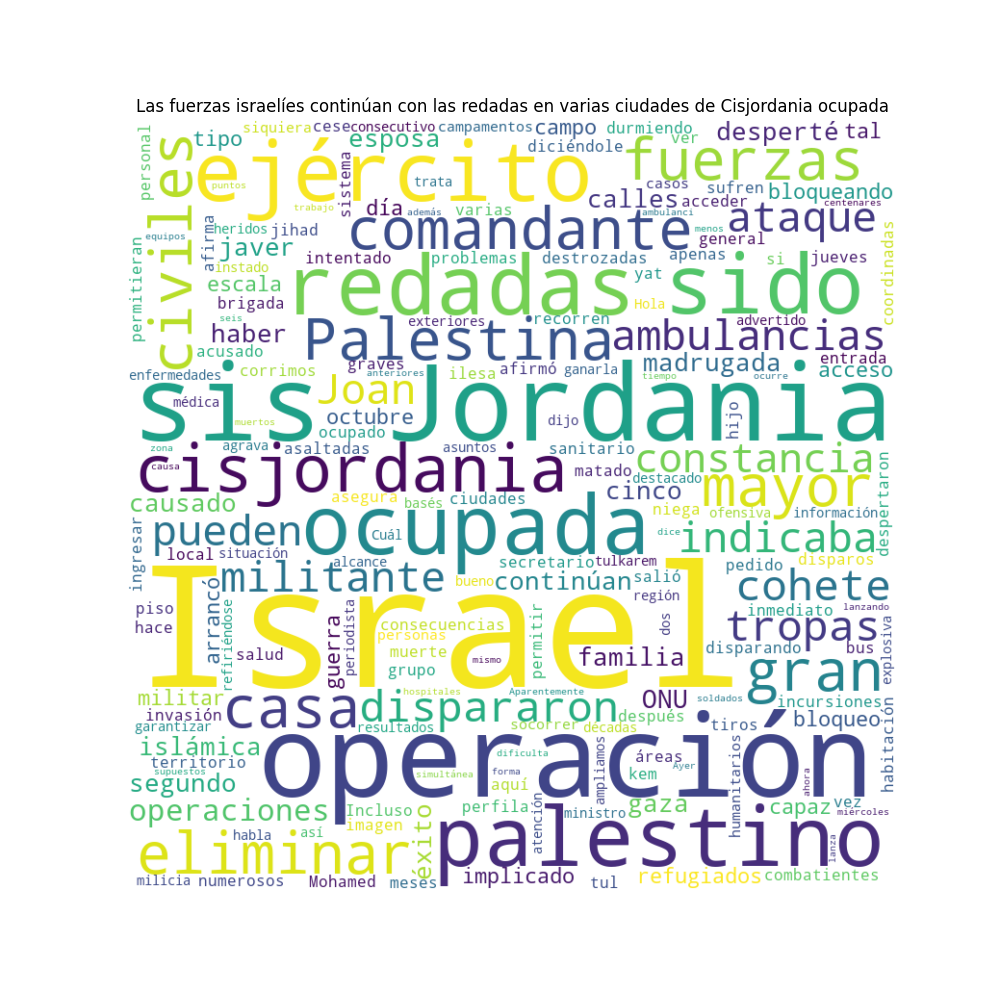 Las fuerzas israelíes continúan con las redadas en varias ciudades de Cisjordania ocupada
personal
civiles
tipo
siquiera
cese
consecutivo
campamentos
campo
durmiendo
desperté
tal
esposa
diciéndole
ver
ejército
fuerzas
puntos
trabajo
sistema
trata
casos
sufren
bloqueando
calles
acceder
centenares
día
además
varias
ambulanci
menos
ataque
comandante
equipos
afirma
heridos
jihad
javer
general
intentado
problemas
destrozadas
apenas
si
jueves
coordinadas
permitieran
instado
escala
yat
redadas
sido
brigada
Hola
seis
haber
exteriores
recorren
advertido
Palestina
ambulancias
acusado
graves
madrugada
entrada
acceso
enfermedades
corrimos
anteriores
ilesa
afirmó
ganarla
tiempo
ocurre
sis Jordania
Joan
médica
octubre
dijo
hijo
muertos
ocupado
zona
agrava
asaltadas
asuntos
sanitario
cisjordania
constancia
causa
matado
destacado
mayor
despertaron
causado
asegura
basés
ciudades
cinco
niega
ofensiva
información
ingresar
pueden
ocupada
Cuál
dice
indicaba
local
situación
alcance
secretario
tulkarem
pedido
disparos
Israel
militante
bueno
continúan
salió
cohete
arrancó
región
inmediato
lanzando
piso
hace
refiriéndose
guerra
periodista
consecuencias
personas
permitir
dos
tropas
explosiva
salud
muerte
mismo
familia
disparando
bus
grupo
gran
militar
hospitales
Aparentemente
ONU
soldados
incursiones
invasión
casa
dispararon
después
garantizar
resultados
socorrer
décadas
tiros
bloqueo
habitación
islámica
operación
territorio
dificulta
ampliamos
áreas
humanitarios
supuestos
simultánea
forma
Ayer
kem
ahora
segundo
aquí
operaciones
Incluso
éxito
perfila
atención
ministro
gaza
capaz
vez
miércoles
imagen
habla
así
eliminar
palestino
lanza
milicia
numerosos
Mohamed
meses
implicado
tul
refugiados
combatientes